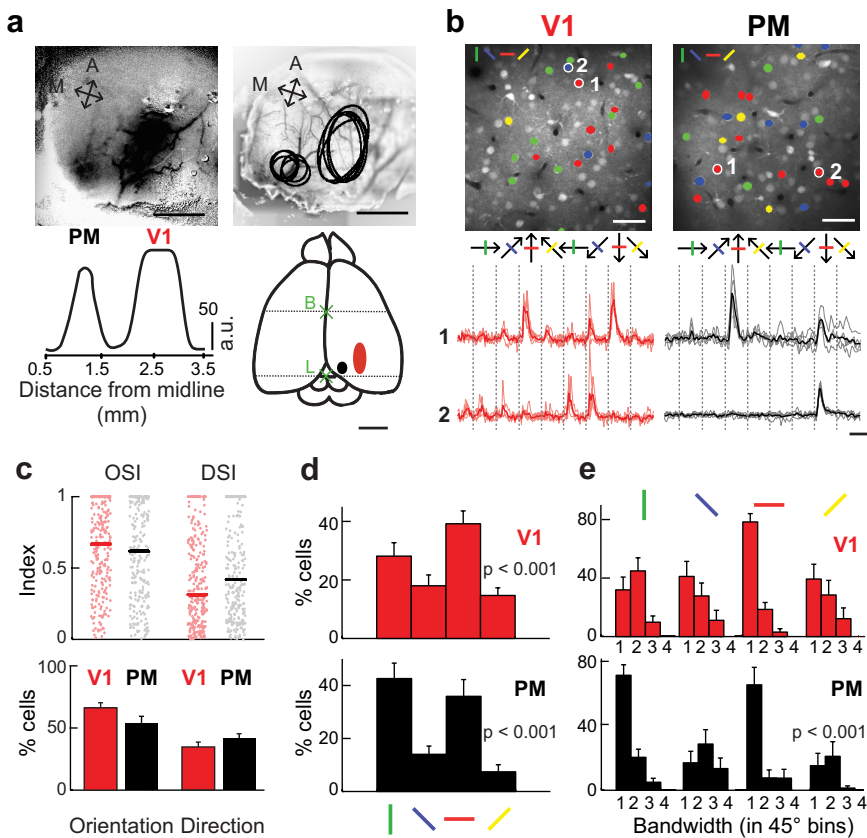 a
A
M
A
M
PM
V1
50
a.u.
0.5
1.5
2.5
3.5
Distance from midline
(mm)
B
L
b
V1
PM
2
1
1
2
1
2
c
OSI
DSI
1
0.5
0
Index
100
50
0
% cells
V1
PM
V1
PM
Orientation
Direction
d
40
20
0
% cells
V1
p < 0.001
40
20
0
% cells
PM
p < 0.001
e
80
40
0
V1
1 2 3 4 1 2 3 4 1 2 3 4 1 2 3 4
80
40
0
PM
p < 0.001
1 2 3 4 1 2 3 4 1 2 3 4 1 2 3 4
Bandwidth (in 45° bins)